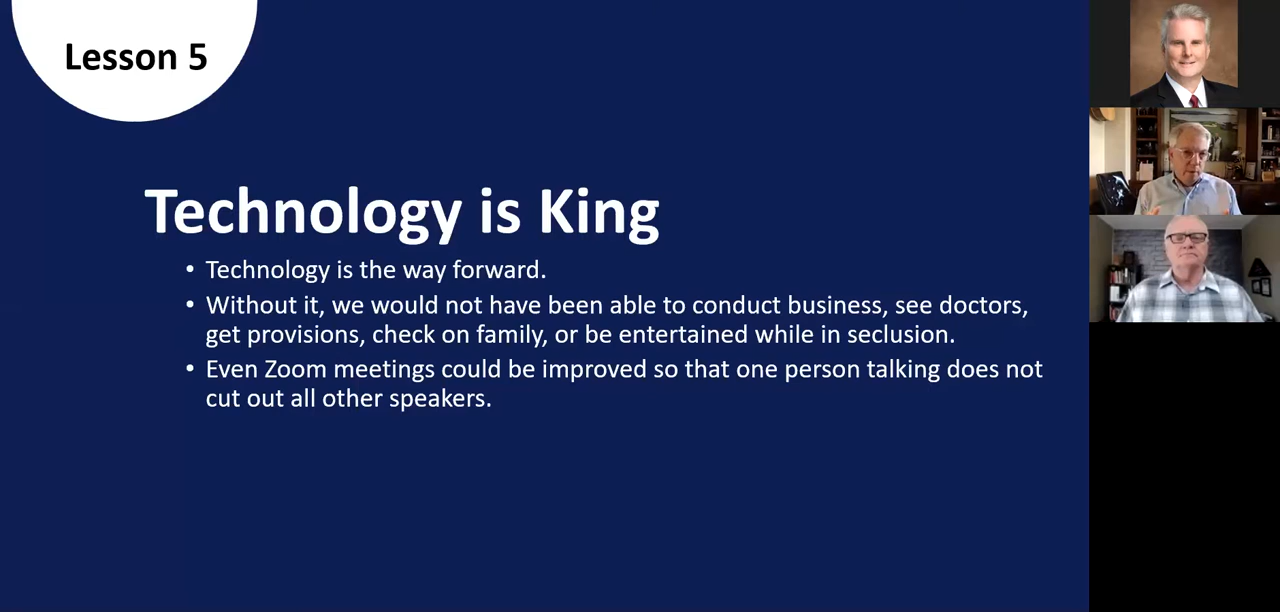 Lesson 5
Technology is King
• Technology is the way forward.
• Without it, we would not have been able to conduct business, see doctors,
get provisions, check on family, or be entertained while in seclusion.
• Even Zoom meetings could be improved so that one person talking does not
cut out all other speakers.